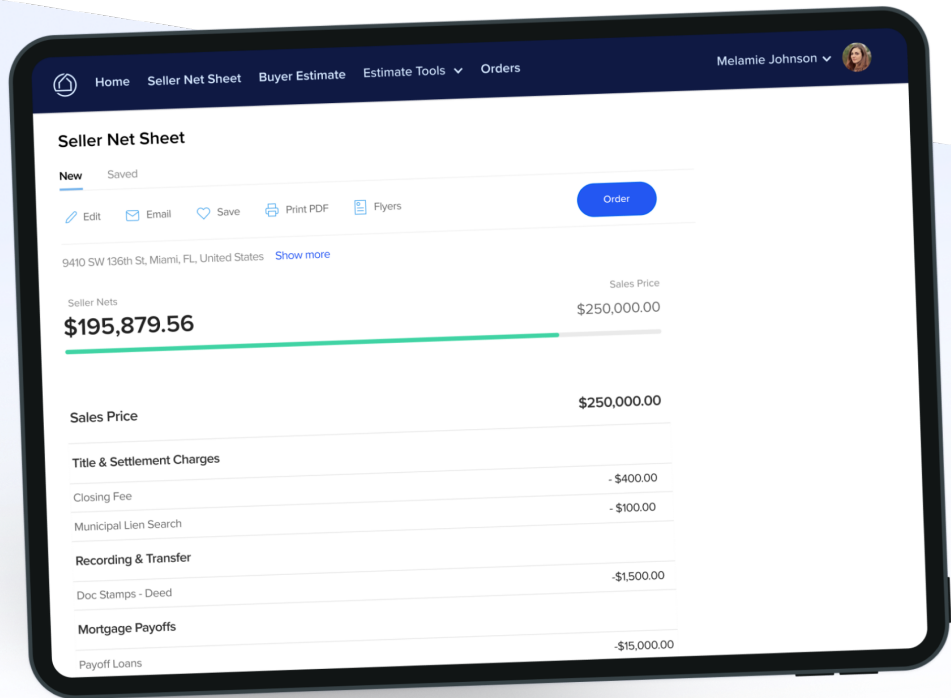 Home Seller Net Sheet Buyer Estimate Estimate Tools Orders Melamie Johnson
Seller Net Sheet
New Saved
Edit Email Save Print PDF Flyers Order
9410 SW 136th St, Miami, FL, United States Show more
Seller Nets Sales Price
$195,879.56 $250,000.00
Sales Price $250,000.00
Title & Settlement Charges
Closing Fee - $400.00
Municipal Lien Search - $100.00
Recording & Transfer
Doc Stamps - Deed -$1,500.00
Mortgage Payoffs
Payoff Loans -$15,000.00